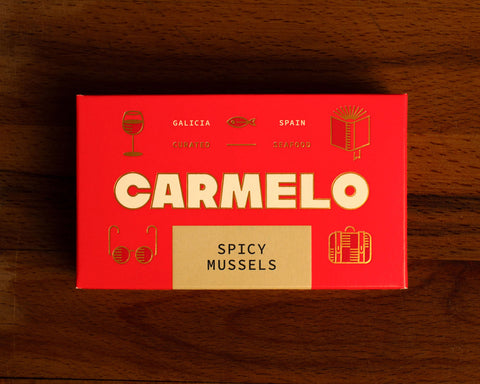 GALICIA SPAIN
CURATED SEAFOOD
CARMELO
SPICY
MUSSELS